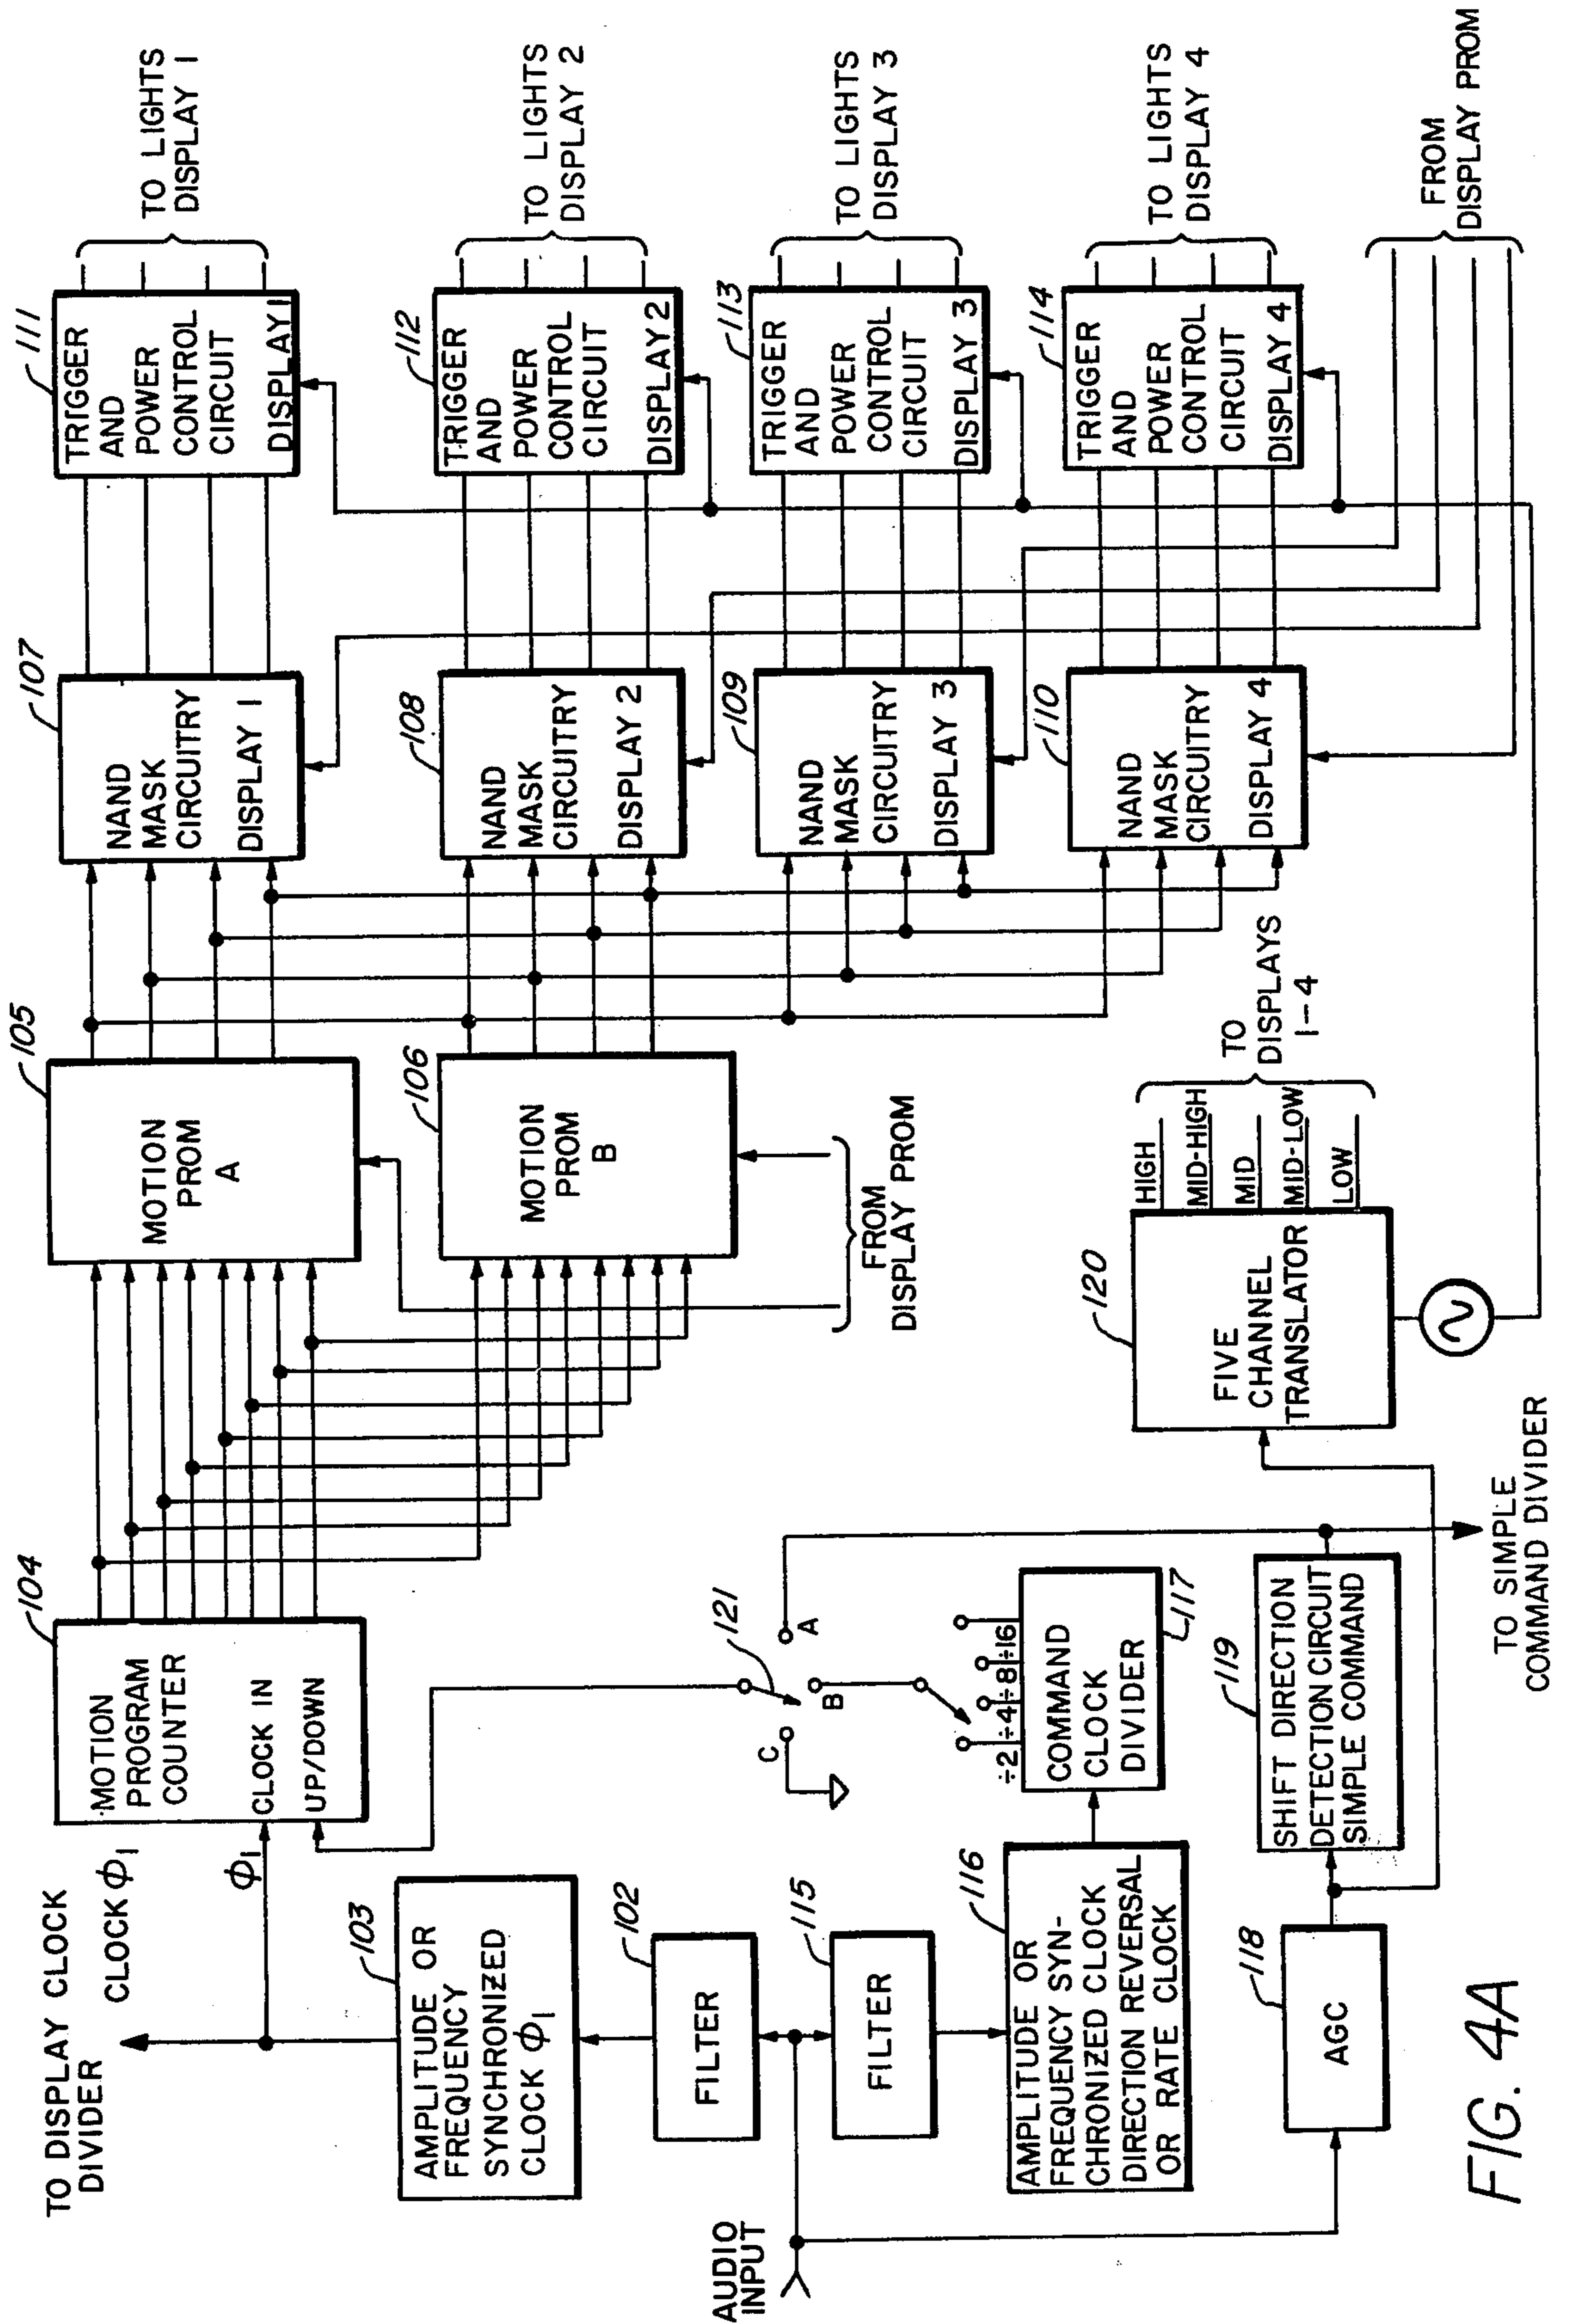 TO DISPLAY CLOCK
DIVIDER
CLOCK ϕ1
ϕ1
104
MOTION
PROGRAM
COUNTER
CLOCK IN
UP/DOWN
105
MOTION
PROM
A
106
MOTION
PROM
B
FROM
DISPLAY PROM
107
NAND
MASK
CIRCUITRY
DISPLAY 1
108
NAND
MASK
CIRCUITRY
DISPLAY 2
109
NAND
MASK
CIRCUITRY
DISPLAY 3
110
NAND
MASK
CIRCUITRY
DISPLAY 4
111
TRIGGER
AND
POWER
CONTROL
CIRCUIT
DISPLAY 1
112
TRIGGER
AND
POWER
CONTROL
CIRCUIT
DISPLAY 2
113
TRIGGER
AND
POWER
CONTROL
CIRCUIT
DISPLAY 3
114
TRIGGER
AND
POWER
CONTROL
CIRCUIT
DISPLAY 4
TO LIGHTS
DISPLAY 1
TO LIGHTS
DISPLAY 2
TO LIGHTS
DISPLAY 3
TO LIGHTS
DISPLAY 4
FROM
DISPLAY PROM
103
AMPLITUDE OR
FREQUENCY
SYNCHRONIZED
CLOCK ϕ1
102
FILTER
115
FILTER
116
AMPLITUDE OR
FREQUENCY SYN-
CHRONIZED CLOCK
DIRECTION REVERSAL
OR RATE CLOCK
AUDIO
INPUT
118
AGC
121
A
B
C
÷2 ÷4 ÷8 ÷16
COMMAND
CLOCK
DIVIDER
117
119
SHIFT DIRECTION
DETECTION CIRCUIT
SIMPLE COMMAND
TO SIMPLE
COMMAND DIVIDER
120
FIVE
CHANNEL
TRANSLATOR
HIGH
MID-HIGH
MID
MID-LOW
LOW
TO
DISPLAYS
1-4
FIG. 4A